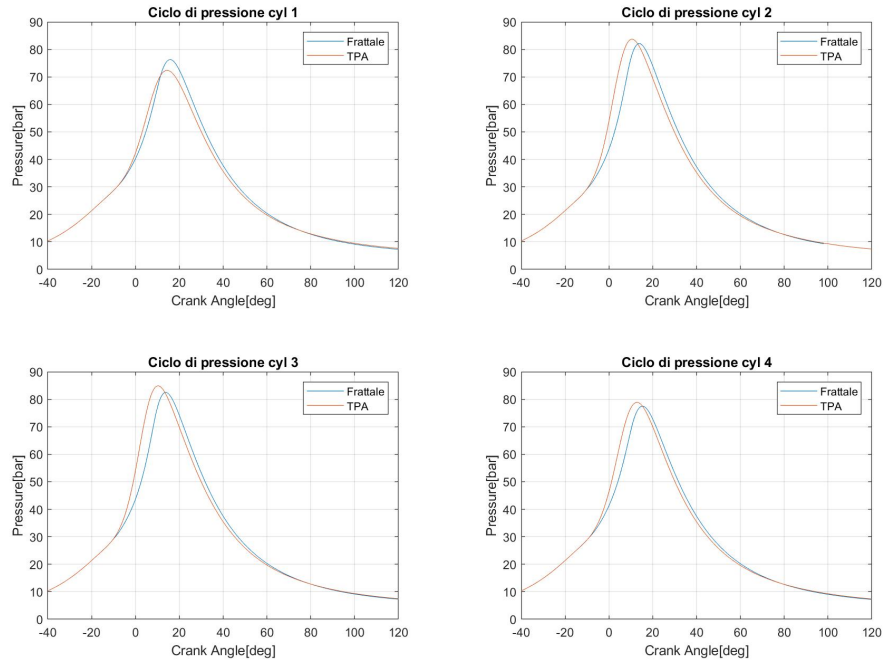 Ciclo di pressione cyl 1
Frattale
TPA
Pressure[bar]
90
80
70
60
50
40
30
20
10
0
-40 -20 0 20 40 60 80 100 120
Crank Angle[deg]
Ciclo di pressione cyl 2
Frattale
TPA
Pressure[bar]
90
80
70
60
50
40
30
20
10
0
-40 -20 0 20 40 60 80 100 120
Crank Angle[deg]
Ciclo di pressione cyl 3
Frattale
TPA
Pressure[bar]
90
80
70
60
50
40
30
20
10
0
-40 -20 0 20 40 60 80 100 120
Crank Angle[deg]
Ciclo di pressione cyl 4
Frattale
TPA
Pressure[bar]
90
80
70
60
50
40
30
20
10
0
-40 -20 0 20 40 60 80 100 120
Crank Angle[deg]